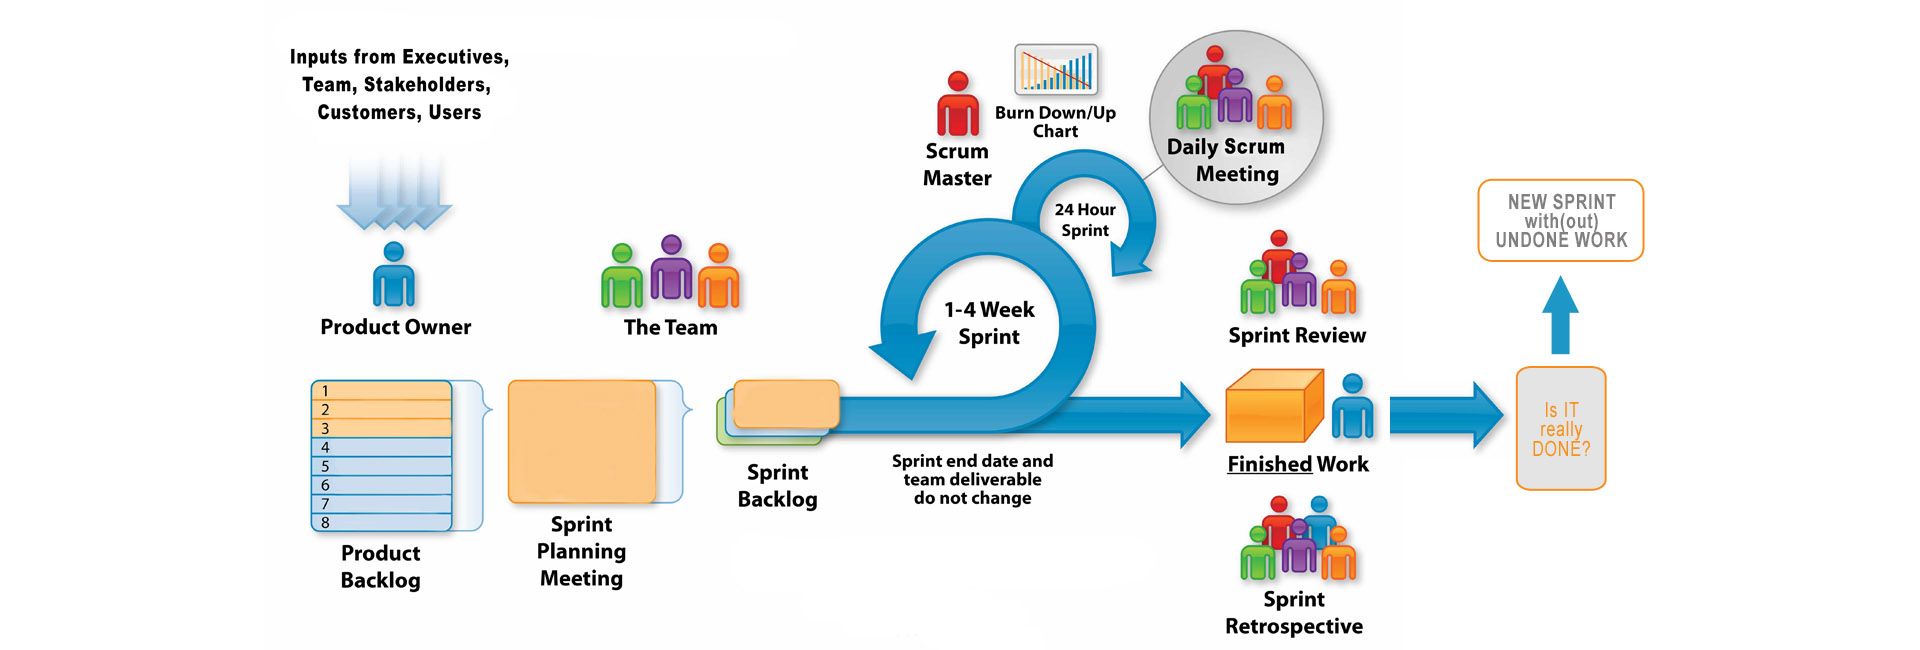 Inputs from Executives,
Team, Stakeholders,
Customers, Users
Product Owner
The Team
1
2
3
4
5
6
7
8
Product
Backlog
Sprint
Planning
Meeting
Sprint
Backlog
Scrum
Master
Burn Down/Up
Chart
Daily Scrum
Meeting
24 Hour
Sprint
1-4 Week
Sprint
Sprint end date and
team deliverable
do not change
Sprint Review
Finished Work
Sprint
Retrospective
NEW SPRINT
with(out)
UNDONE WORK
Is IT
really
DONE?